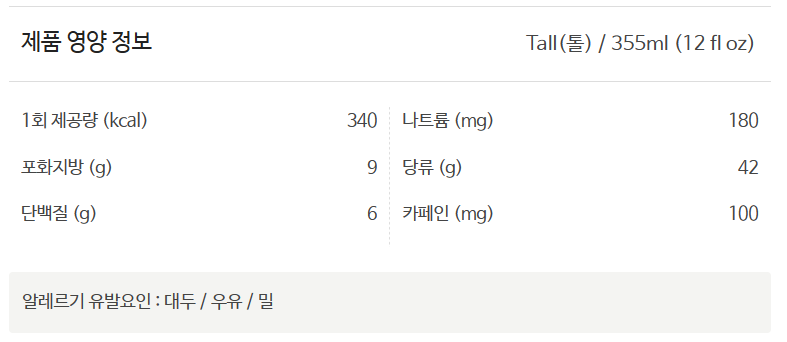 제품 영양 정보 Tall(톨) / 355ml (12 fl oz)
1회 제공량 (kcal) 340 나트륨 (mg) 180
포화지방 (g) 9 당류 (g) 42
단백질 (g) 6 카페인 (mg) 100
알레르기 유발요인 : 대두 / 우유 / 밀